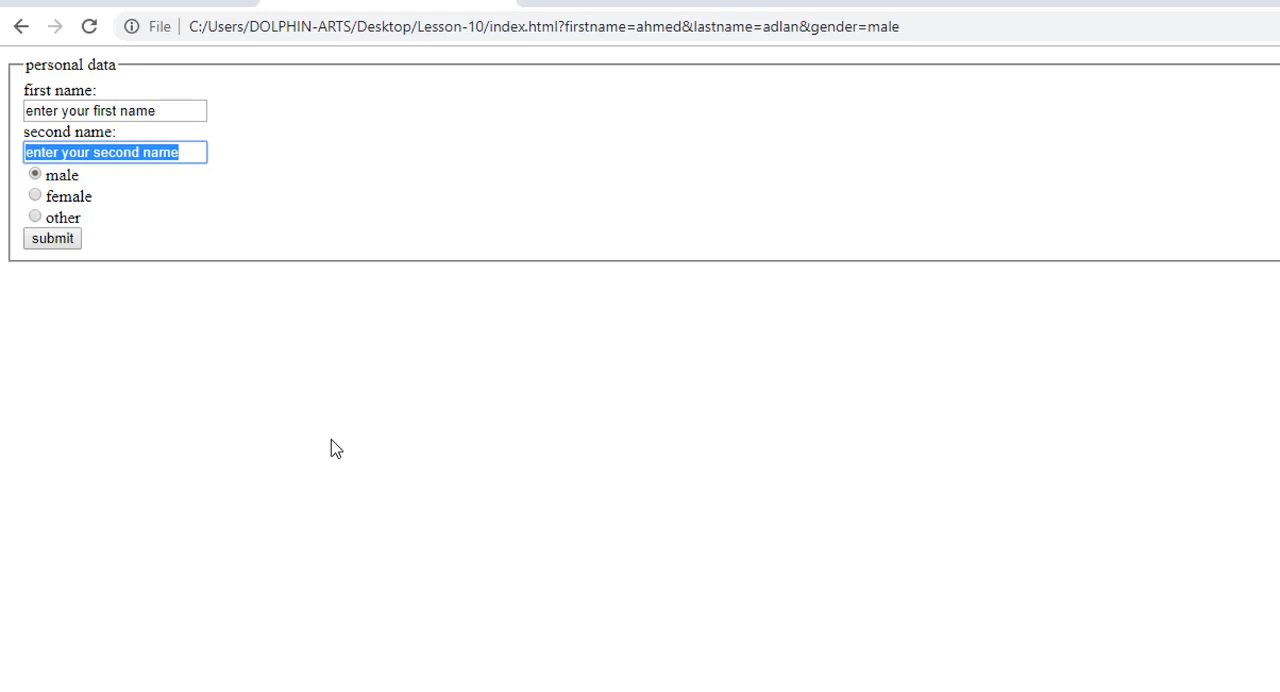 File | C:/Users/DOLPHIN-ARTS/Desktop/Lesson-10/index.html?firstname=ahmed&lastname=adlan&gender=male
personal data
first name:
enter your first name
second name:
enter your second name
male
female
other
submit